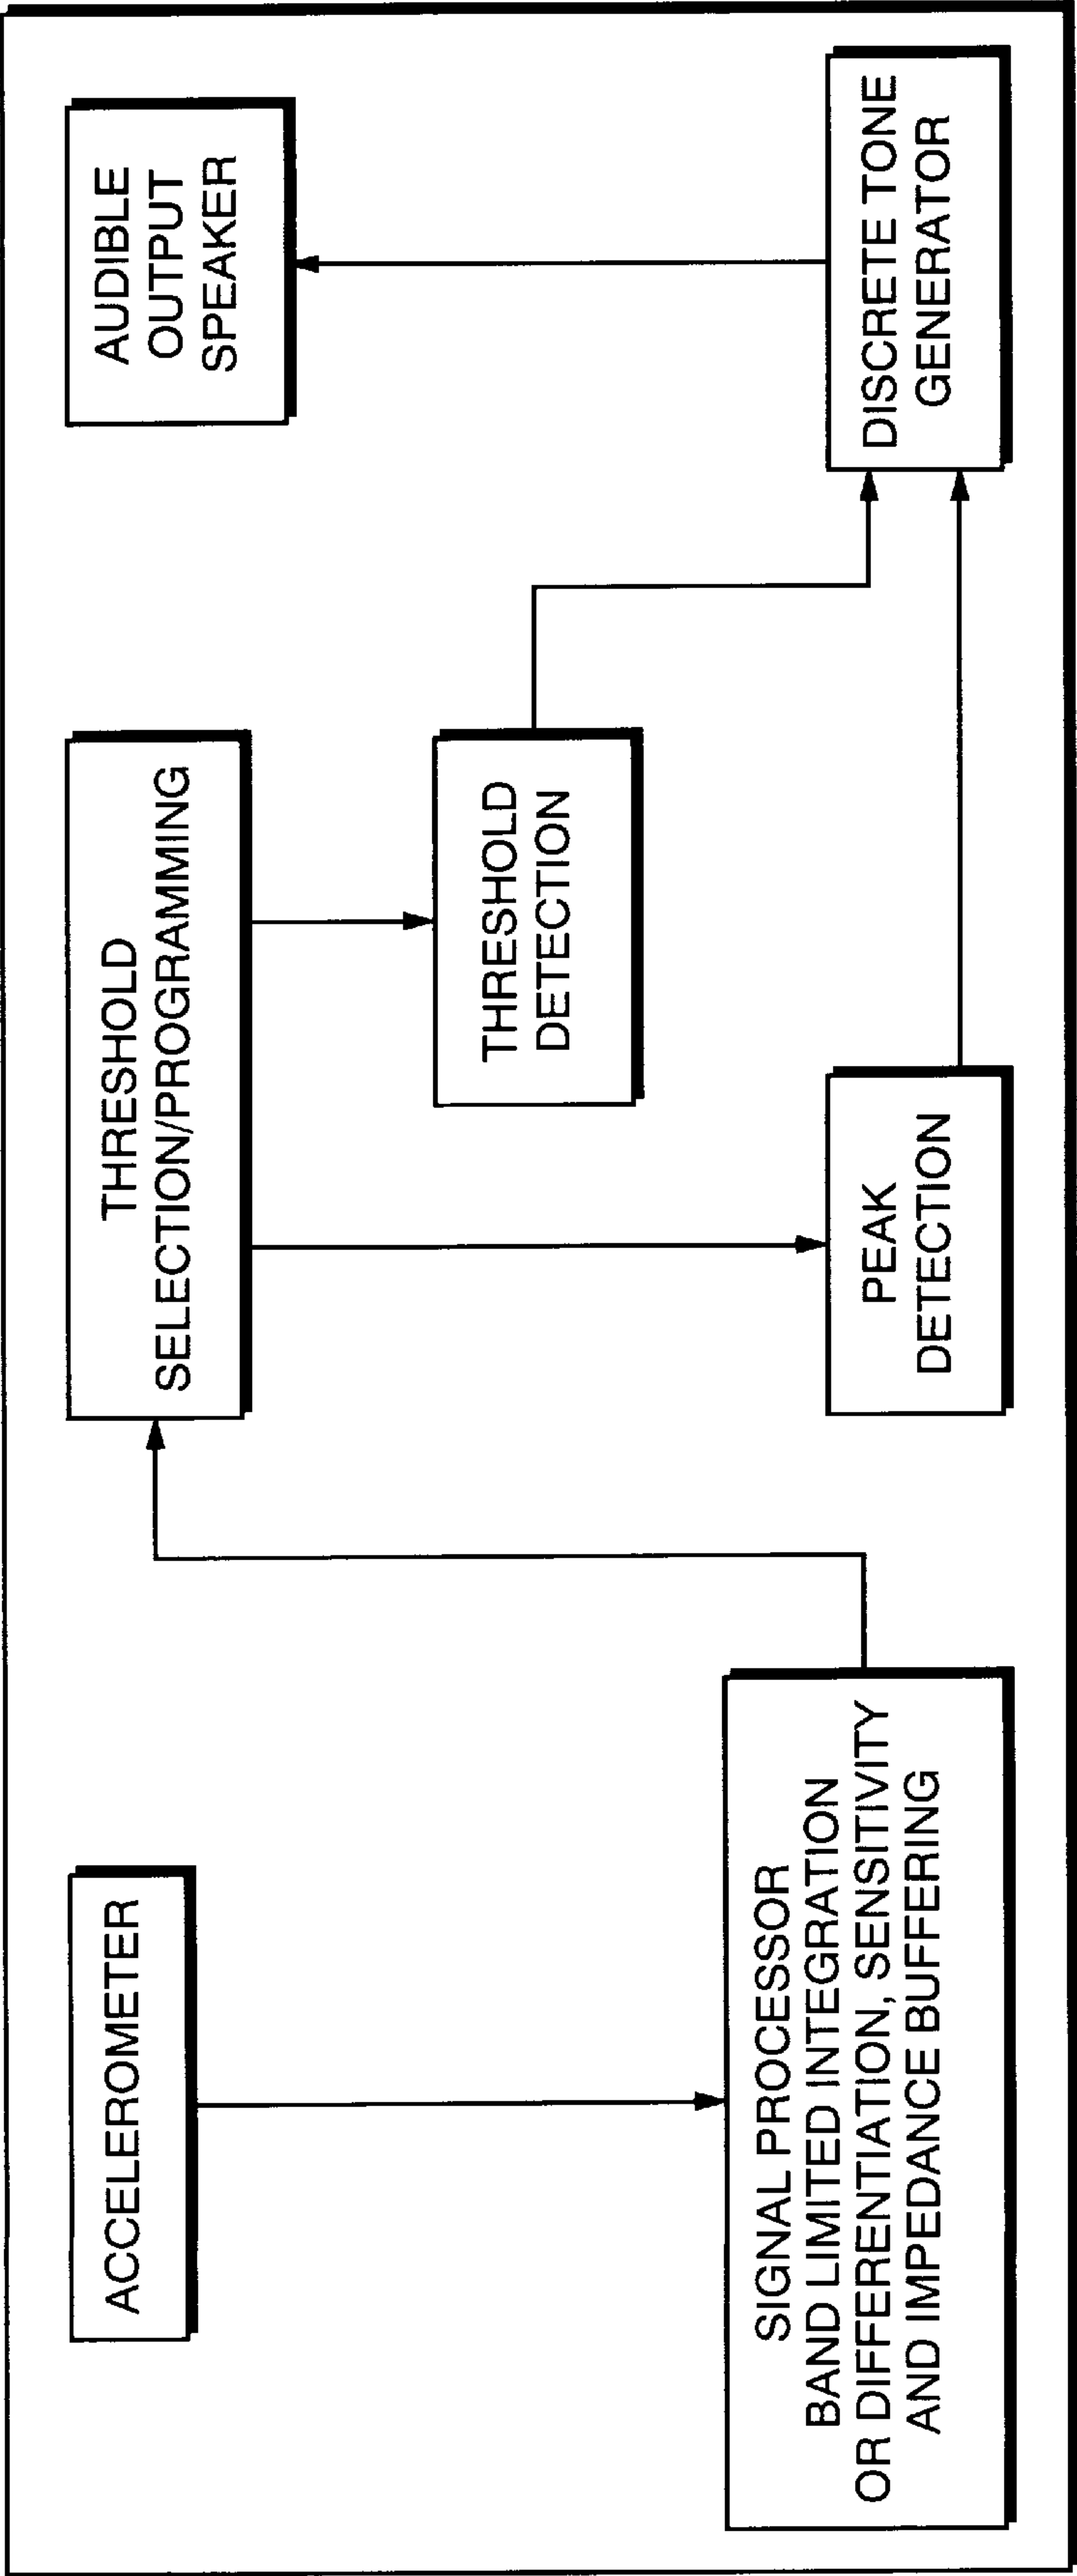 ACCELEROMETER
SIGNAL PROCESSOR
BAND LIMITED INTEGRATION
OR DIFFERENTIATION, SENSITIVITY
AND IMPEDANCE BUFFERING
THRESHOLD
SELECTION/PROGRAMMING
THRESHOLD
DETECTION
PEAK
DETECTION
AUDIBLE
OUTPUT
SPEAKER
DISCRETE TONE
GENERATOR